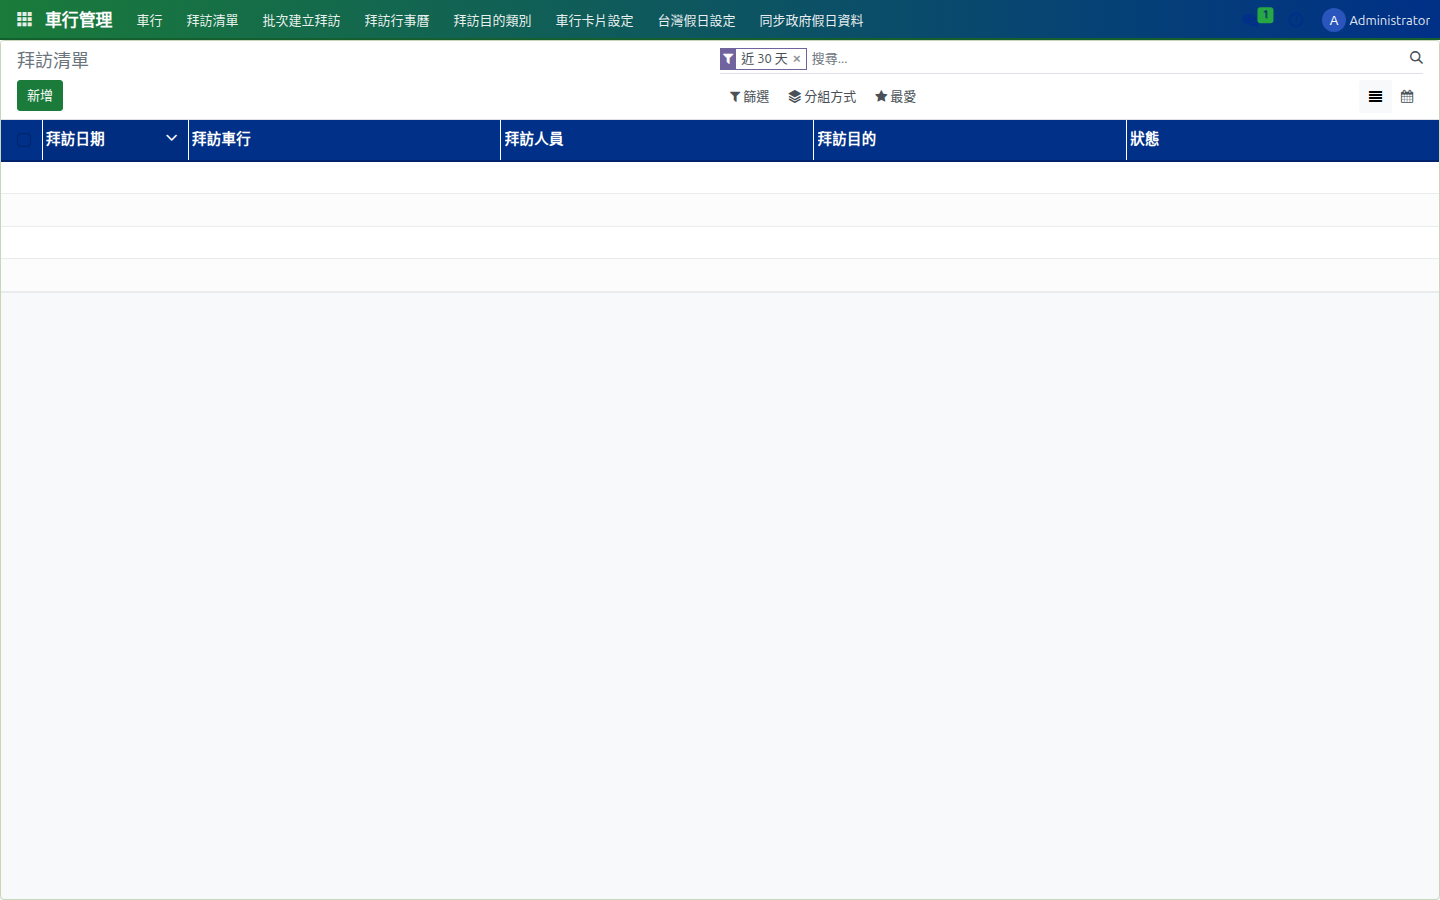 車行管理 車行 拜訪清單 批次建立拜訪 拜訪行事曆 拜訪目的類別 車行卡片設定 台灣假日設定 同步政府假日資料 1 A Administrator
拜訪清單 近 30 天 × 搜尋...
新增 篩選 分組方式 最愛
拜訪日期 拜訪車行 拜訪人員 拜訪目的 狀態